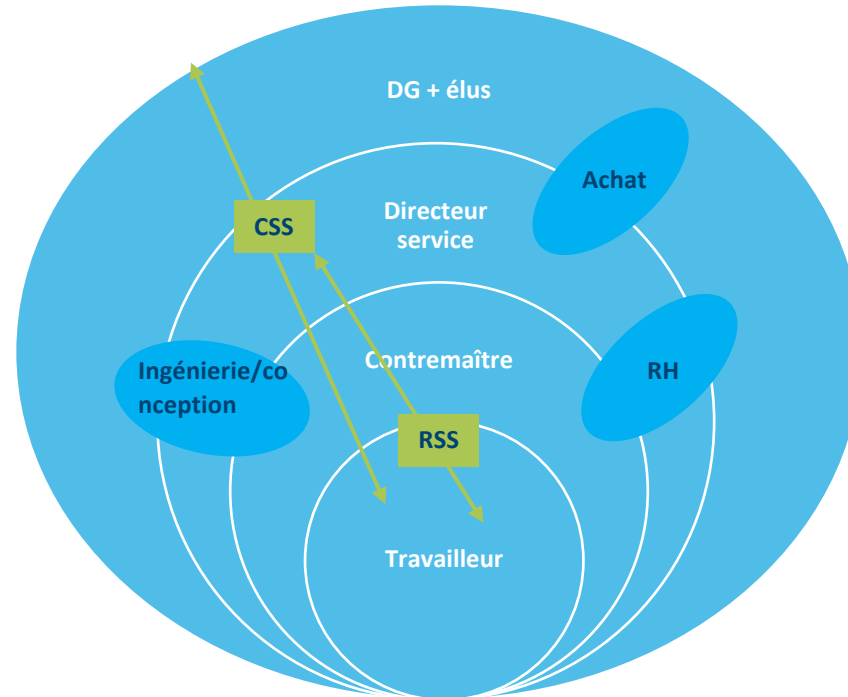 DG + élus
Achat
Directeur
service
CSS
Contremaître
RH
Ingénierie/co
nception
RSS
Travailleur